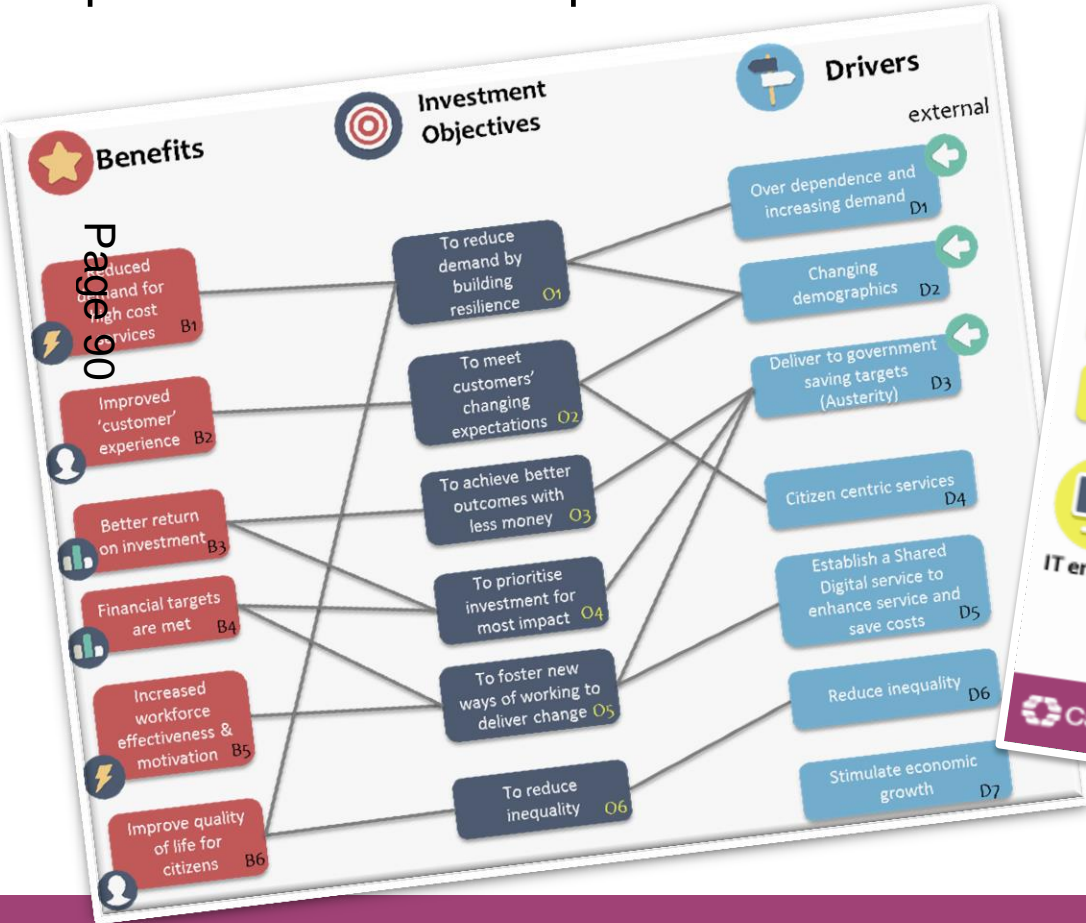 Benefits
Investment
Objectives
Drivers
external
Page 90
Reduced
demand for
high cost
services B1
Improved
'customer'
experience B2
Better return
on investment B3
Financial targets
are met B4
Increased
workforce
effectiveness &
motivation B5
Improve quality
of life for
citizens B6
To reduce
demand by
building
resilience O1
To meet
customers'
changing
expectations O2
To achieve better
outcomes with
less money O3
To prioritise
investment for
most impact O4
To foster new
ways of working to
deliver change O5
To reduce
inequality O6
Over dependence and
increasing demand D1
Changing
demographics D2
Deliver to government
saving targets
(Austerity) D3
Citizen centric services
D4
Establish a Shared
Digital service to
enhance service and
save costs D5
Reduce inequality D6
Stimulate economic
growth D7
IT